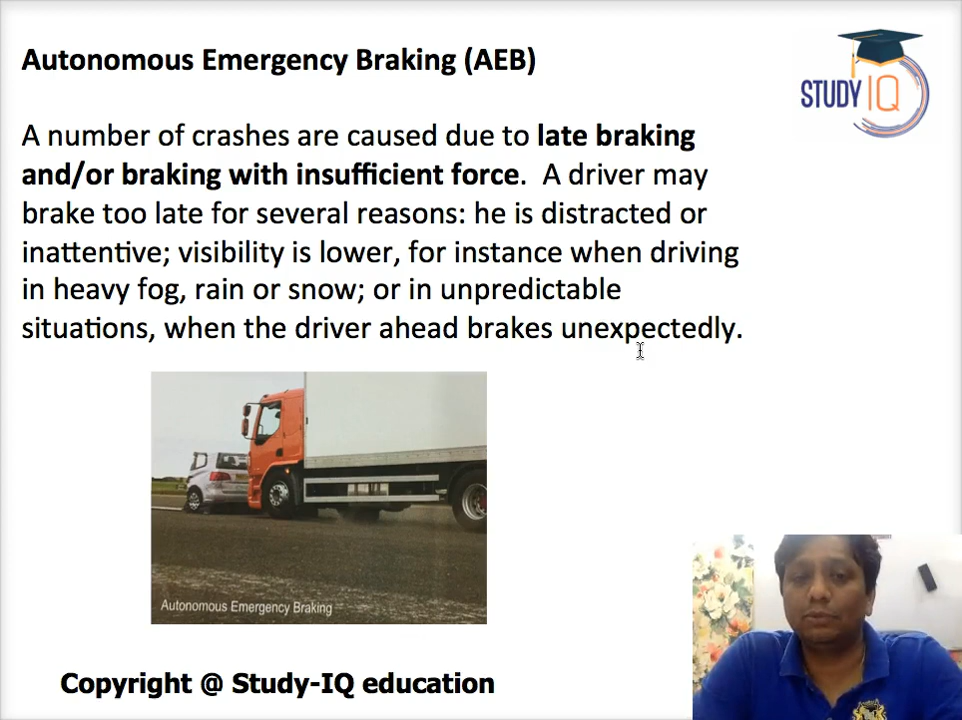 Autonomous Emergency Braking (AEB)
STUDY IQ
A number of crashes are caused due to late braking
and/or braking with insufficient force.  A driver may
brake too late for several reasons: he is distracted or
inattentive; visibility is lower, for instance when driving
in heavy fog, rain or snow; or in unpredictable
situations, when the driver ahead brakes unexpectedly.
Autonomous Emergency Braking
Copyright @ Study-IQ education